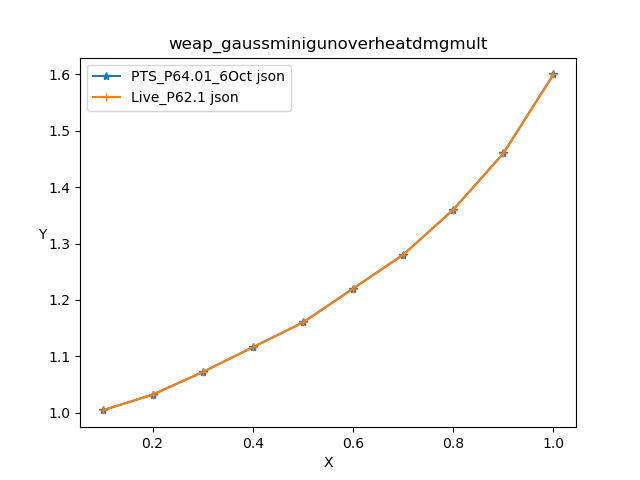 weap_gaussminigunoverheatdmgmult
PTS_P64.01_6Oct json
Live_P62.1 json
Y
1.6
1.5
1.4
1.3
1.2
1.1
1.0
0.2 0.4 0.6 0.8 1.0
X